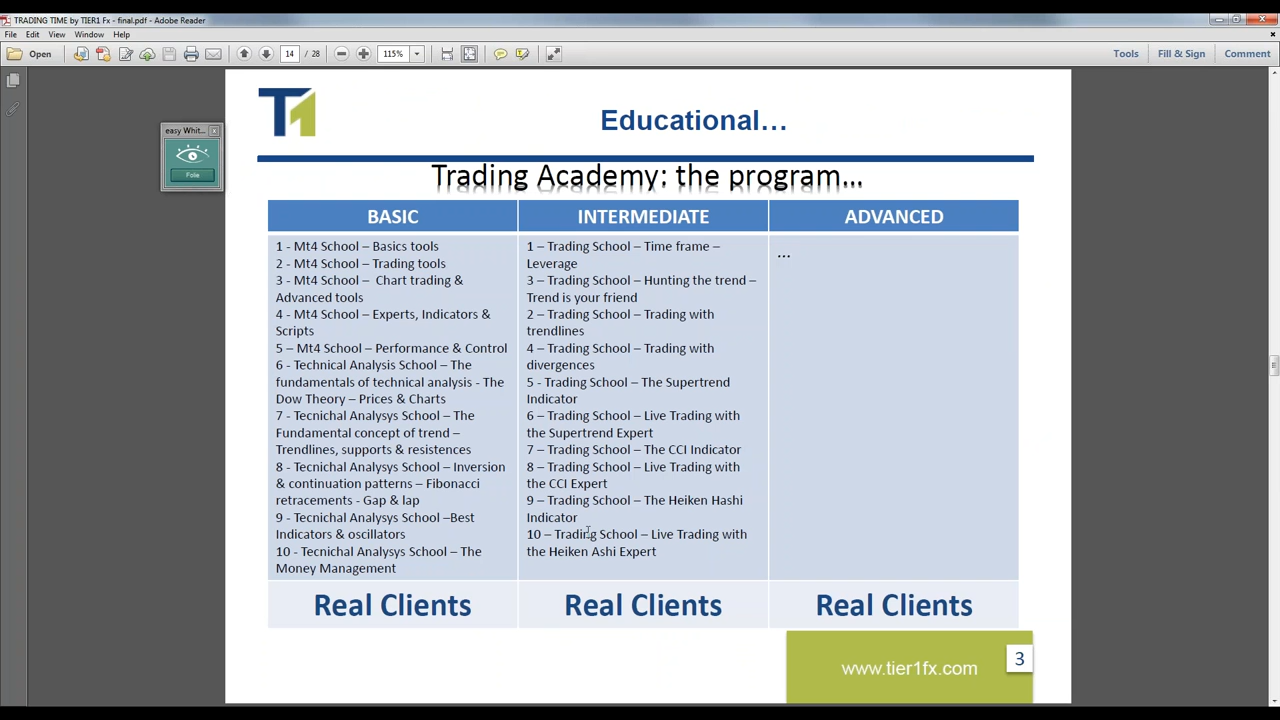 TRADING TIME by TIER1 Fx - final.pdf - Adobe Reader
File Edit View Window Help
Open 14 / 28 115% Tools Fill & Sign Comment
T1
Educational…
easy Whit...
Folie
Trading Academy: the program…
BASIC
1 - Mt4 School – Basics tools
2 - Mt4 School – Trading tools
3 - Mt4 School – Chart trading &
Advanced tools
4 - Mt4 School – Experts, Indicators &
Scripts
5 – Mt4 School – Performance & Control
6 - Technical Analysis School – The
fundamentals of technical analysis - The
Dow Theory – Prices & Charts
7 - Tecnichal Analysys School – The
Fundamental concept of trend –
Trendlines, supports & resistences
8 - Tecnichal Analysys School – Inversion
& continuation patterns – Fibonacci
retracements - Gap & lap
9 - Tecnichal Analysys School –Best
Indicators & oscillators
10 - Tecnichal Analysys School – The
Money Management
Real Clients
INTERMEDIATE
1 – Trading School – Time frame –
Leverage
3 – Trading School – Hunting the trend –
Trend is your friend
2 – Trading School – Trading with
trendlines
4 – Trading School – Trading with
divergences
5 - Trading School – The Supertrend
Indicator
6 – Trading School – Live Trading with
the Supertrend Expert
7 – Trading School – The CCI Indicator
8 – Trading School – Live Trading with
the CCI Expert
9 – Trading School – The Heiken Hashi
Indicator
10 – Trading School – Live Trading with
the Heiken Ashi Expert
Real Clients
ADVANCED
…
Real Clients
www.tier1fx.com
3